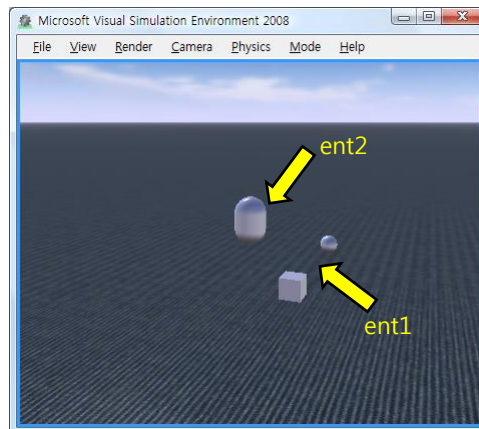 Microsoft Visual Simulation Environment 2008
File View Render Camera Physics Mode Help
ent2
ent1